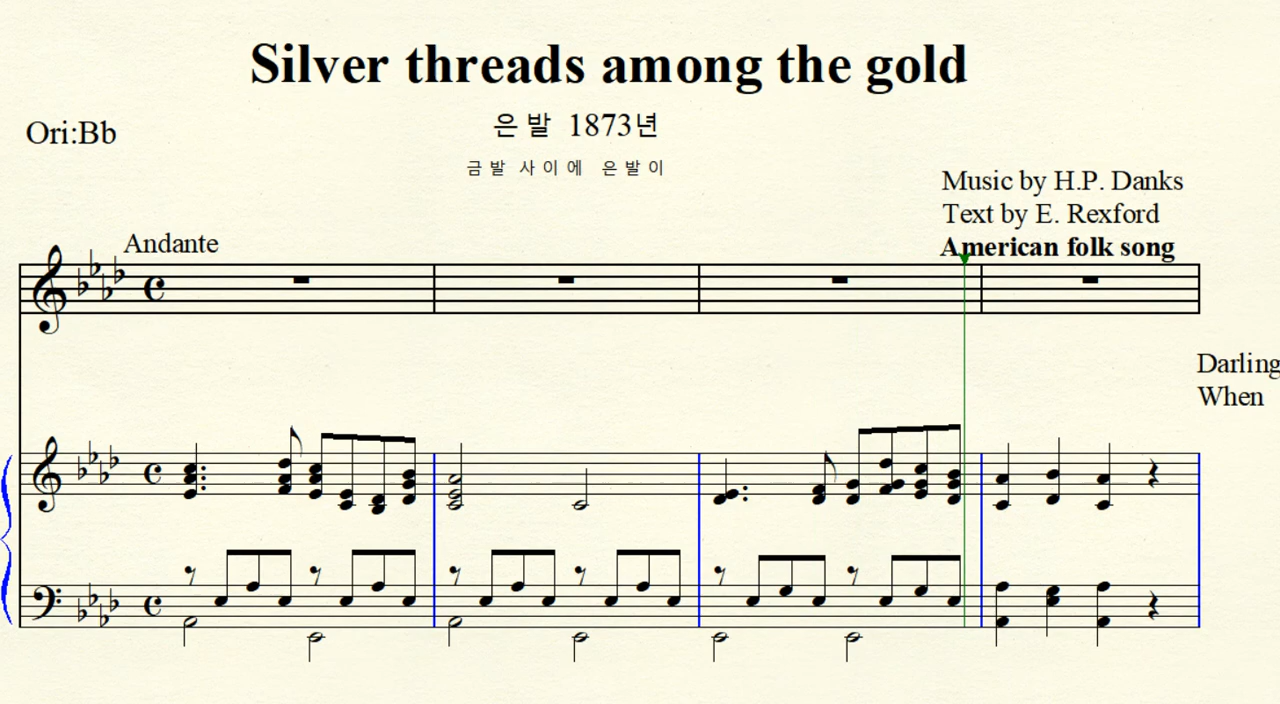 Silver threads among the gold
은발 1873년
Ori:Bb
금발 사이에 은발이
Music by H.P. Danks
Text by E. Rexford
American folk song
Andante
Darling
When